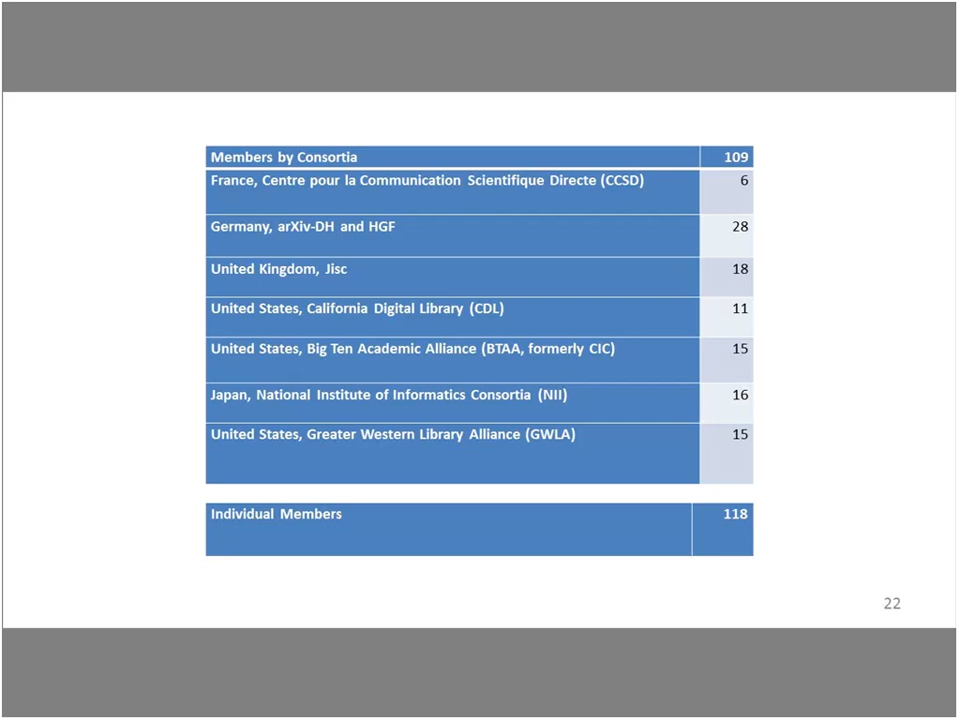 Members by Consortia 109
France, Centre pour la Communication Scientifique Directe (CCSD) 6
Germany, arXiv-DH and HGF 28
United Kingdom, Jisc 18
United States, California Digital Library (CDL) 11
United States, Big Ten Academic Alliance (BTAA, formerly CIC) 15
Japan, National Institute of Informatics Consortia (NII) 16
United States, Greater Western Library Alliance (GWLA) 15
Individual Members 118
22